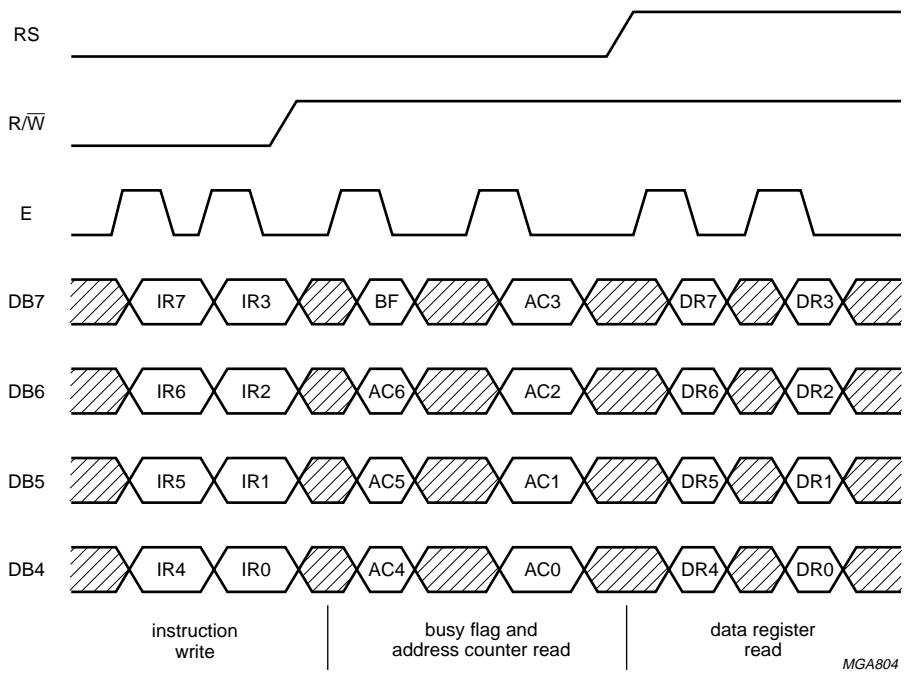 RS
R/W̅
E
DB7 IR7 IR3 BF AC3 DR7 DR3
DB6 IR6 IR2 AC6 AC2 DR6 DR2
DB5 IR5 IR1 AC5 AC1 DR5 DR1
DB4 IR4 IR0 AC4 AC0 DR4 DR0
instruction
write
busy flag and
address counter read
data register
read
MGA804